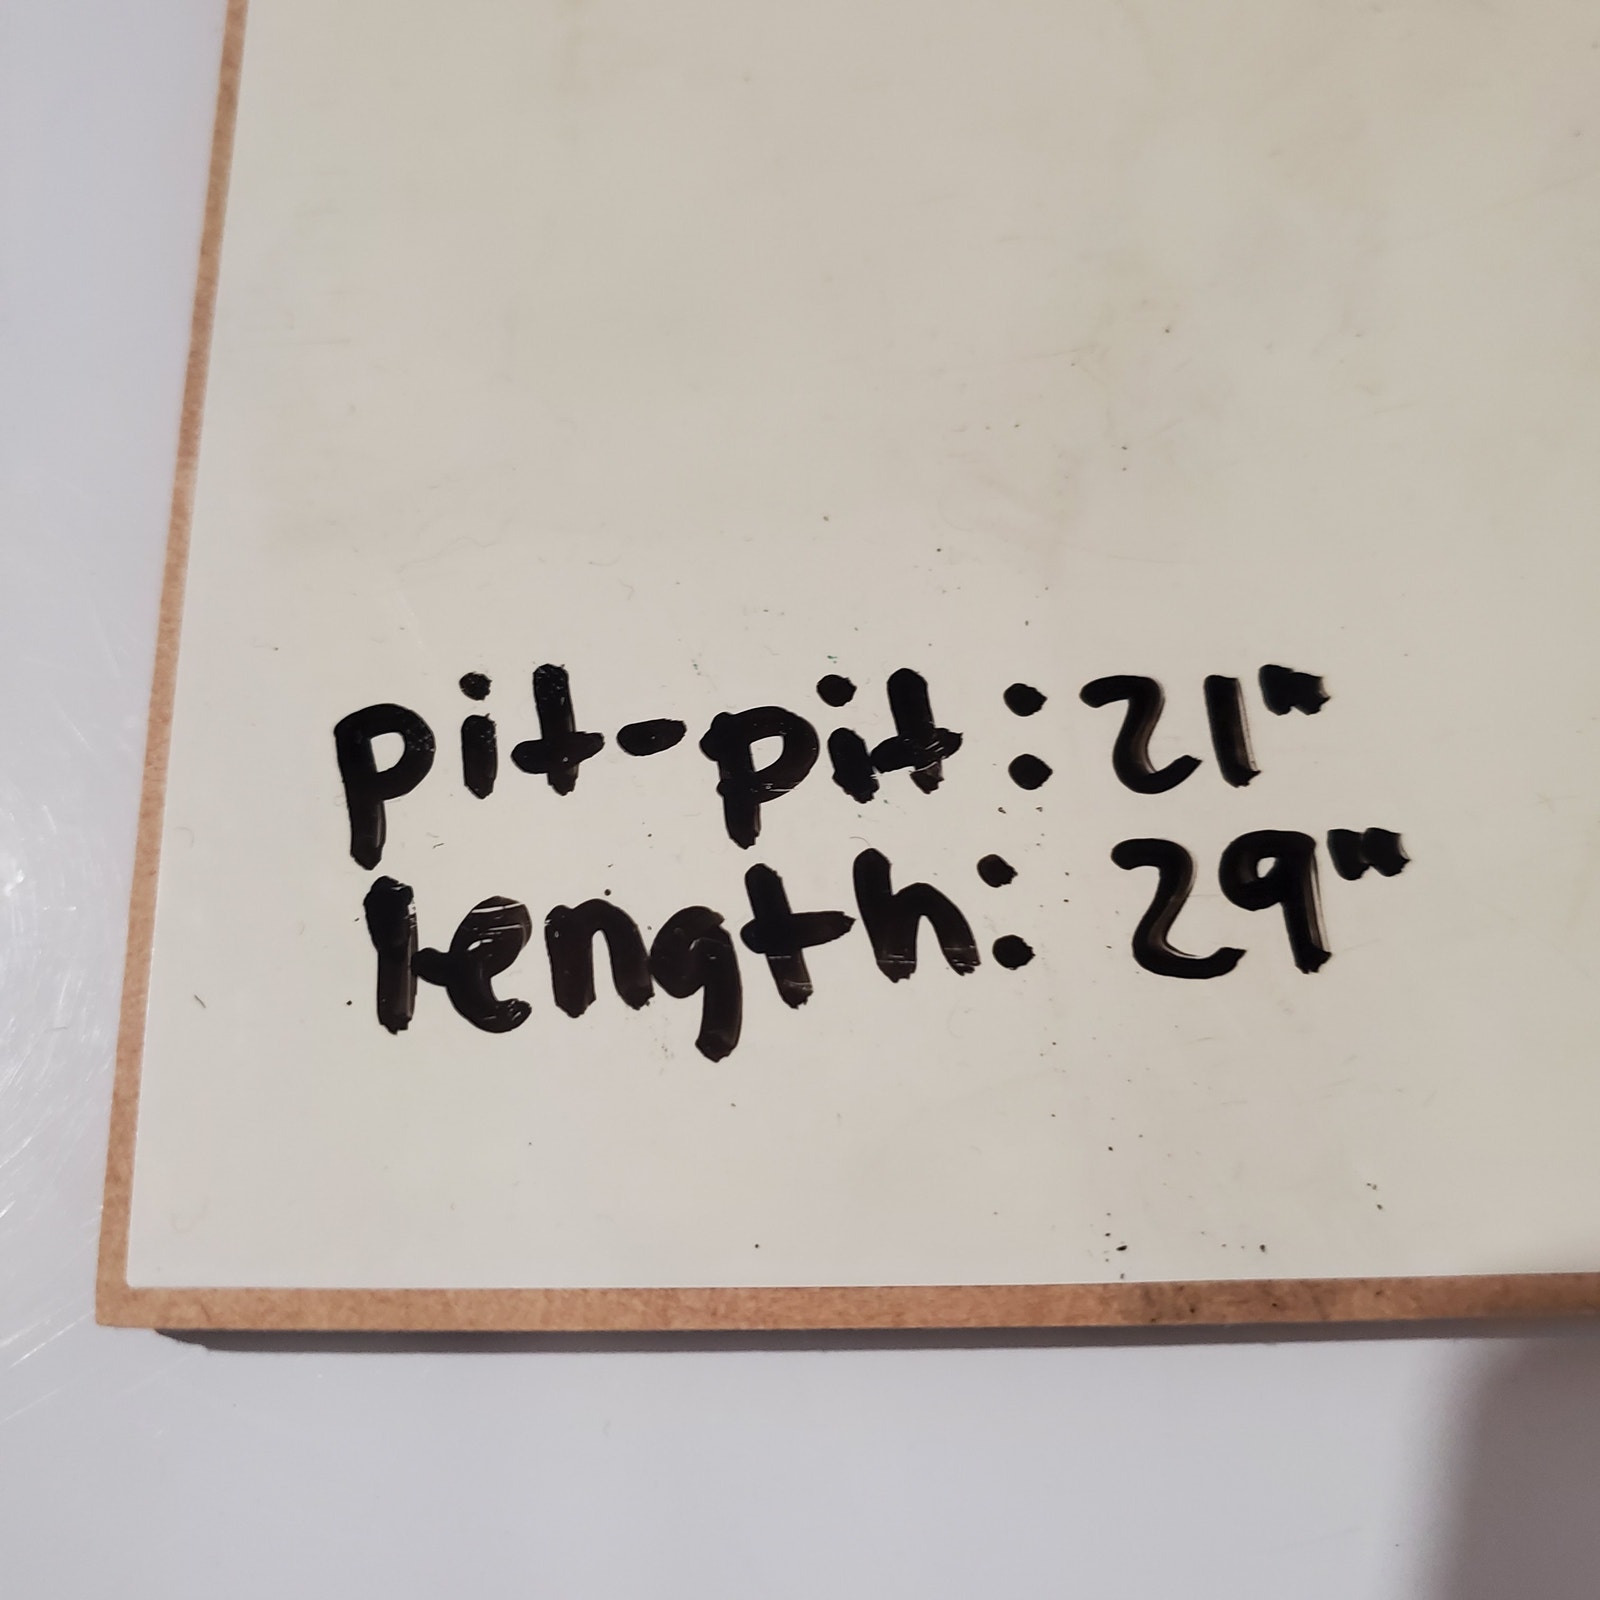 pit-pit: 21"
length: 29"